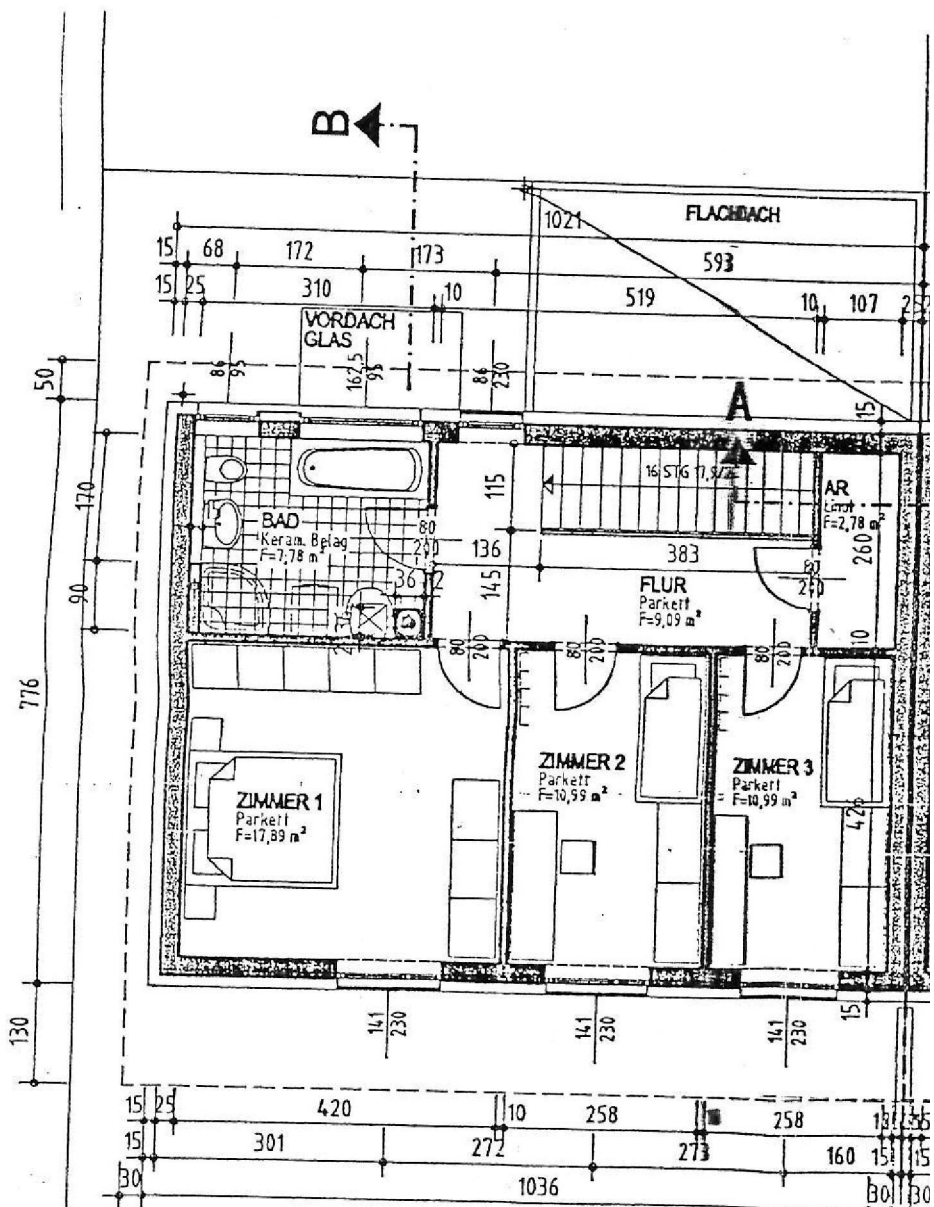 B
FLACHDACH
1021
15 68 172 173 593
15 25 310 10 519 10 107
VORDACH
GLAS
86
95
162,5
95
86
230
50
A
15
16 STG
170
115
AR
F=2,78 m²
BAD
Keram. Belag
F=7,78 m²
80
200
136
383
260
80
200
36
FLUR
Parkett
F=9,09 m²
145
90
10
80
200
80
200
80
200
776
ZIMMER 1
Parkett
F=17,89 m²
ZIMMER 2
Parkett
F=10,99 m²
ZIMMER 3
Parkett
F=10,99 m²
426
130
141
230
141
230
141
230
15
15 25 420 10 258 258
15 301 272 273 160 15 15
30 1036 30 30